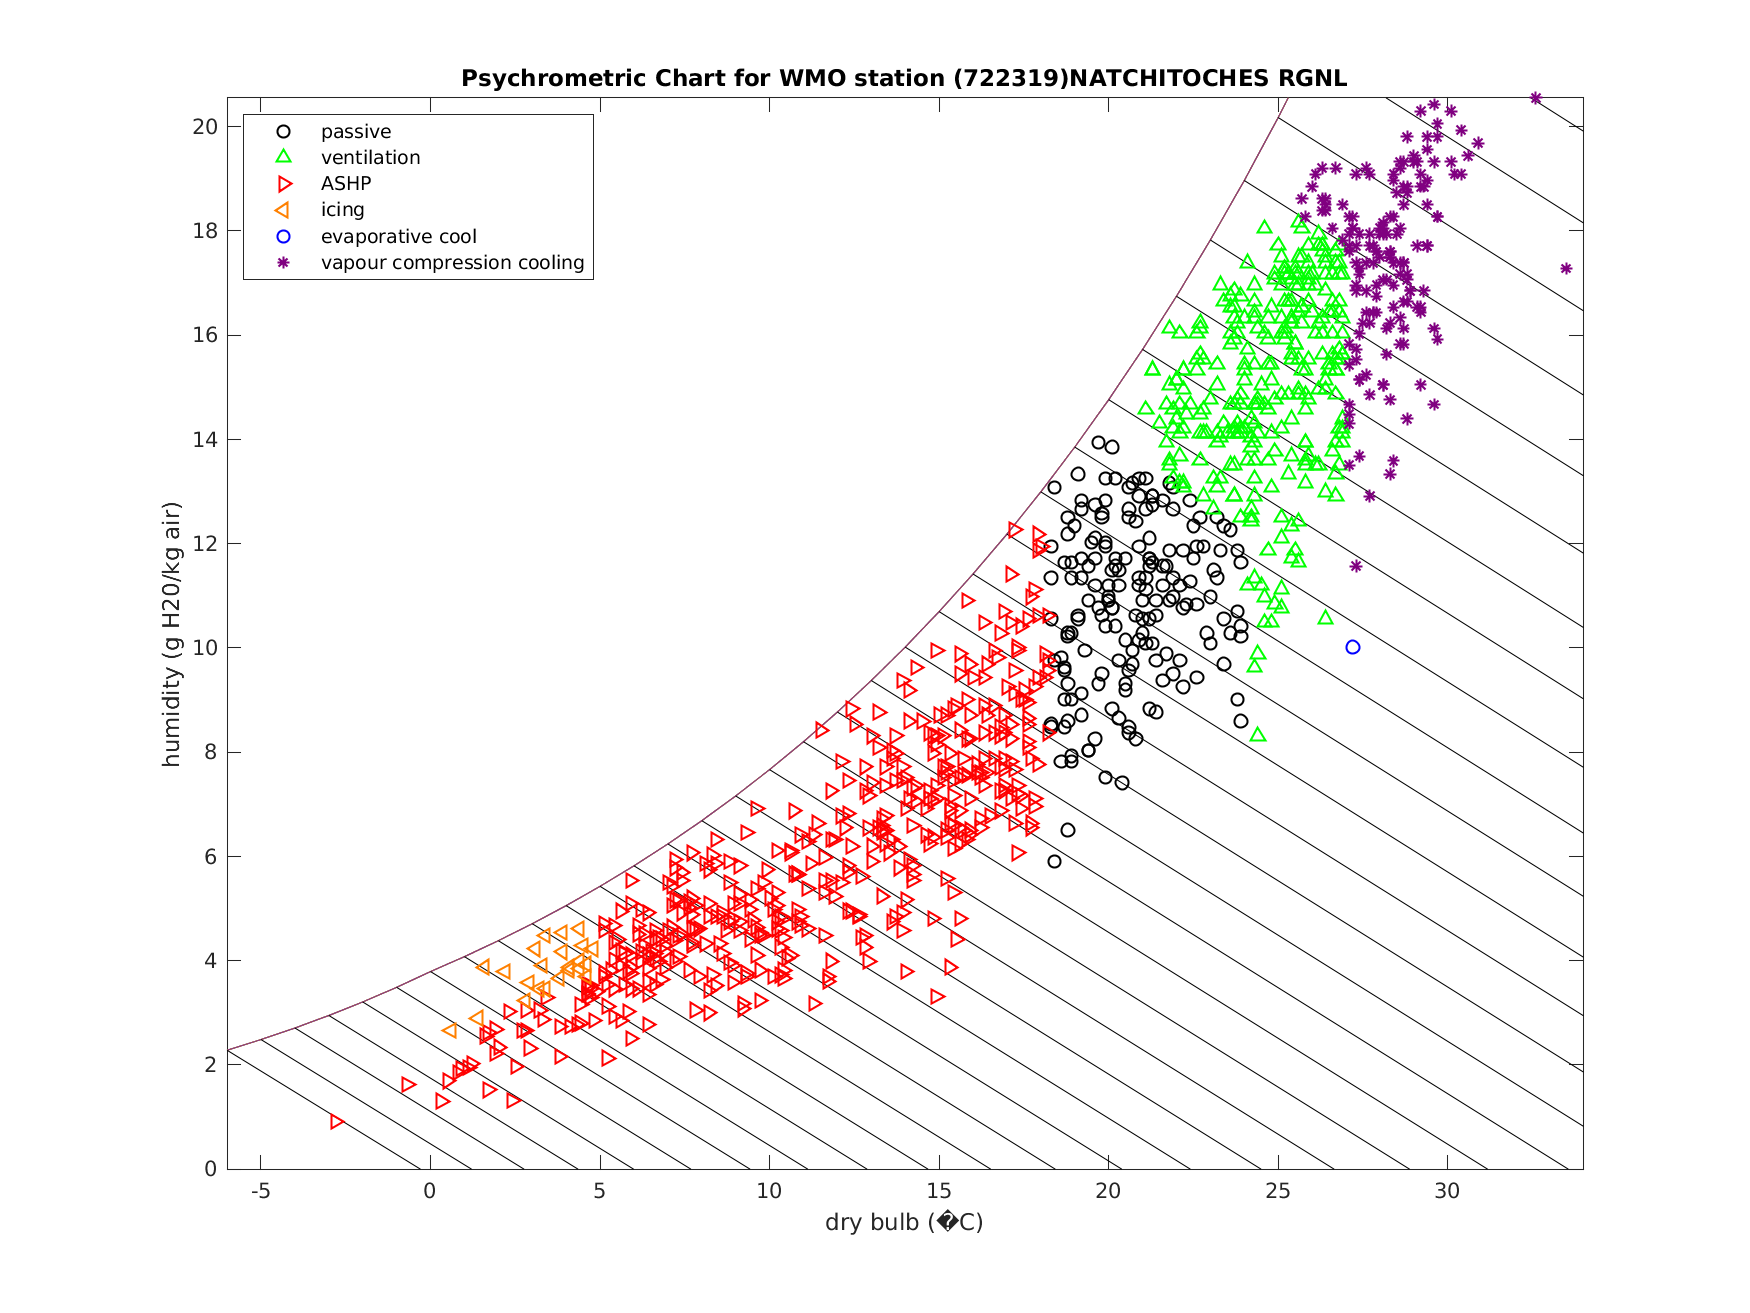 Psychrometric Chart for WMO station (722319)NATCHITOCHES RGNL
passive
ventilation
ASHP
icing
evaporative cool
vapour compression cooling
humidity (g H20/kg air)
20
18
16
14
12
10
8
6
4
2
0
-5 0 5 10 15 20 25 30
dry bulb (�C)